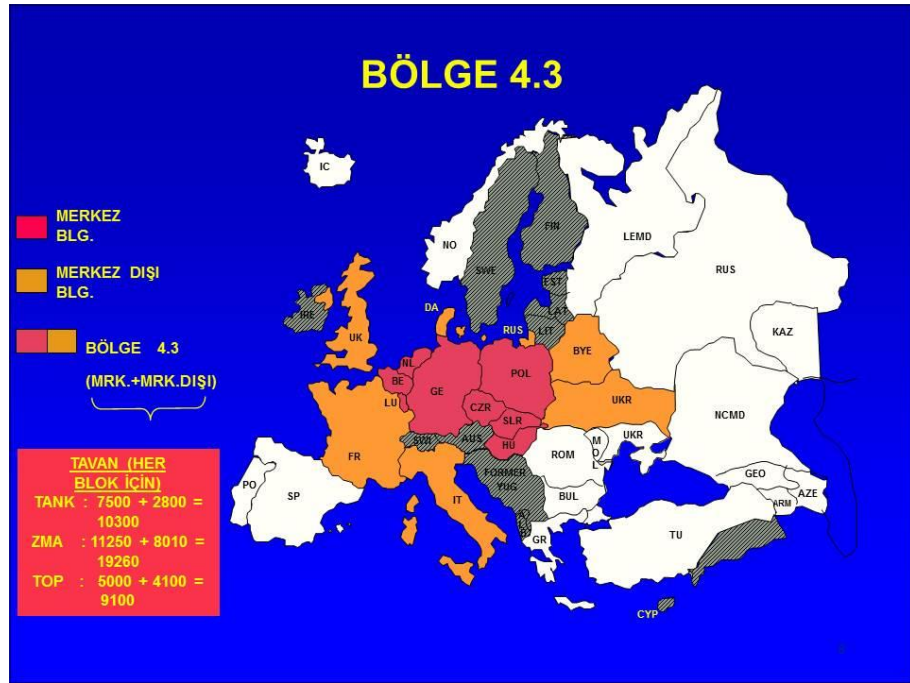 BÖLGE 4.3
MERKEZ
BLG.
MERKEZ DIŞI
BLG.
BÖLGE 4.3
(MRK.+MRK.DIŞI)
TAVAN (HER
BLOK İÇİN)
TANK : 7500 + 2800 =
10300
ZMA : 11250 + 8010 =
19260
TOP : 5000 + 4100 =
9100
IC
NO
SWE
FIN
LEMD
RUS
EST
LAT
LIT
RUS
DA
IRE
UK
KAZ
BYE
NL
BE
LU
GE
POL
CZR
SLR
UKR
UKR
NCMD
FR
SWI
AUS
HU
ROM
M
O
L
FORMER
YUG
PO
SP
IT
BUL
GEO
ARM
AZE
A
L
B
GR
TU
CYP